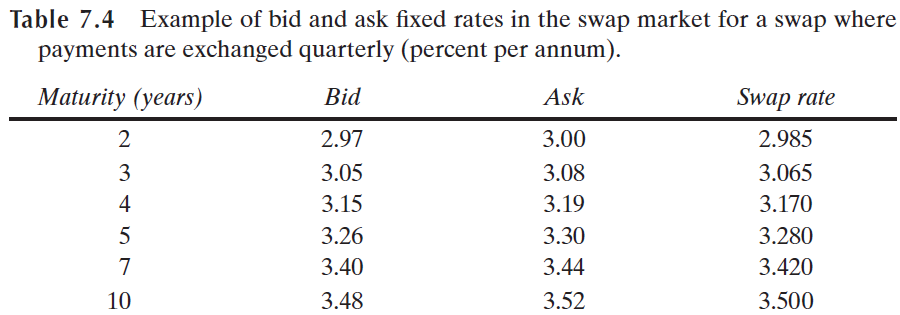 Table 7.4 Example of bid and ask fixed rates in the swap market for a swap where
payments are exchanged quarterly (percent per annum).
Maturity (years) Bid Ask Swap rate
2 2.97 3.00 2.985
3 3.05 3.08 3.065
4 3.15 3.19 3.170
5 3.26 3.30 3.280
7 3.40 3.44 3.420
10 3.48 3.52 3.500